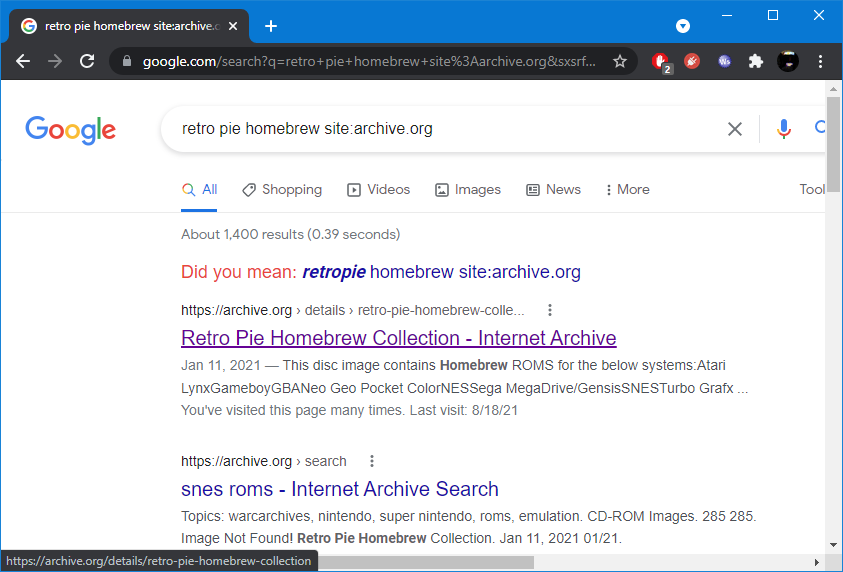 retro pie homebrew site:archive.o
google.com/search?q=retro+pie+homebrew+site%3Aarchive.org&sxsrf...
2
Ws
Google
retro pie homebrew site:archive.org
All Shopping Videos Images News More Tool
About 1,400 results (0.39 seconds)
Did you mean: retropie homebrew site:archive.org
https://archive.org › details › retro-pie-homebrew-colle...
Retro Pie Homebrew Collection - Internet Archive
Jan 11, 2021 — This disc image contains Homebrew ROMS for the below systems:Atari
LynxGameboyGBANeo Geo Pocket ColorNESSega MegaDrive/GensisSNESTurbo Grafx ...
You've visited this page many times. Last visit: 8/18/21
https://archive.org › search
snes roms - Internet Archive Search
Topics: warcarchives, nintendo, super nintendo, roms, emulation. CD-ROM Images. 285 285.
Image Not Found! Retro Pie Homebrew Collection. Jan 11, 2021 01/21.
https://archive.org/details/retro-pie-homebrew-collection